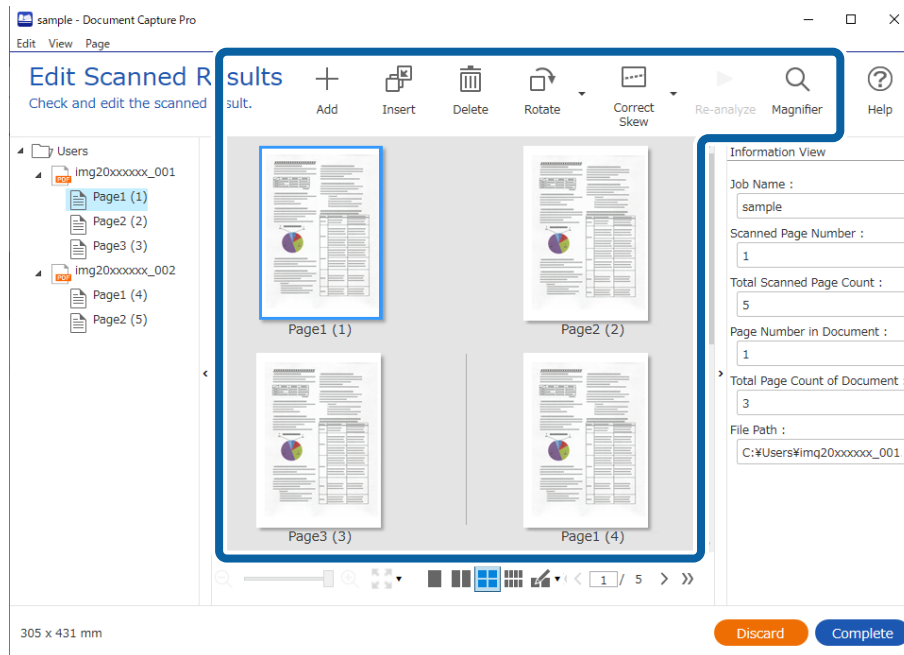 sample - Document Capture Pro
Edit View Page
Edit Scanned Results
Check and edit the scanned sult.
Add
Insert
Delete
Rotate
Correct Skew
Re-analyze
Magnifier
Help
Users
PDF
img20xxxxxx_001
Page1 (1)
Page2 (2)
Page3 (3)
PDF
img20xxxxxx_002
Page1 (4)
Page2 (5)
Page1 (1)
Page2 (2)
Page3 (3)
Page1 (4)
Information View
Job Name :
sample
Scanned Page Number :
1
Total Scanned Page Count :
5
Page Number in Document :
1
Total Page Count of Document :
3
File Path :
C:¥Users¥img20xxxxxx_001
1 / 5
305 x 431 mm
Discard
Complete